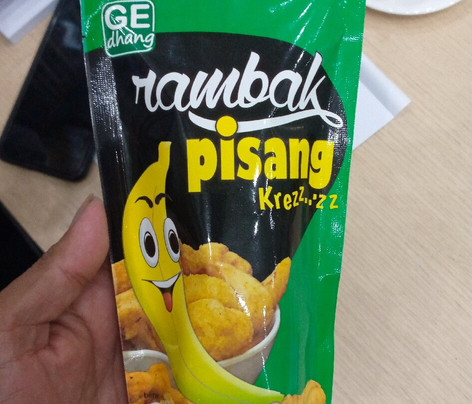 GE
dhang
rambak
pisang
Krezz...zz